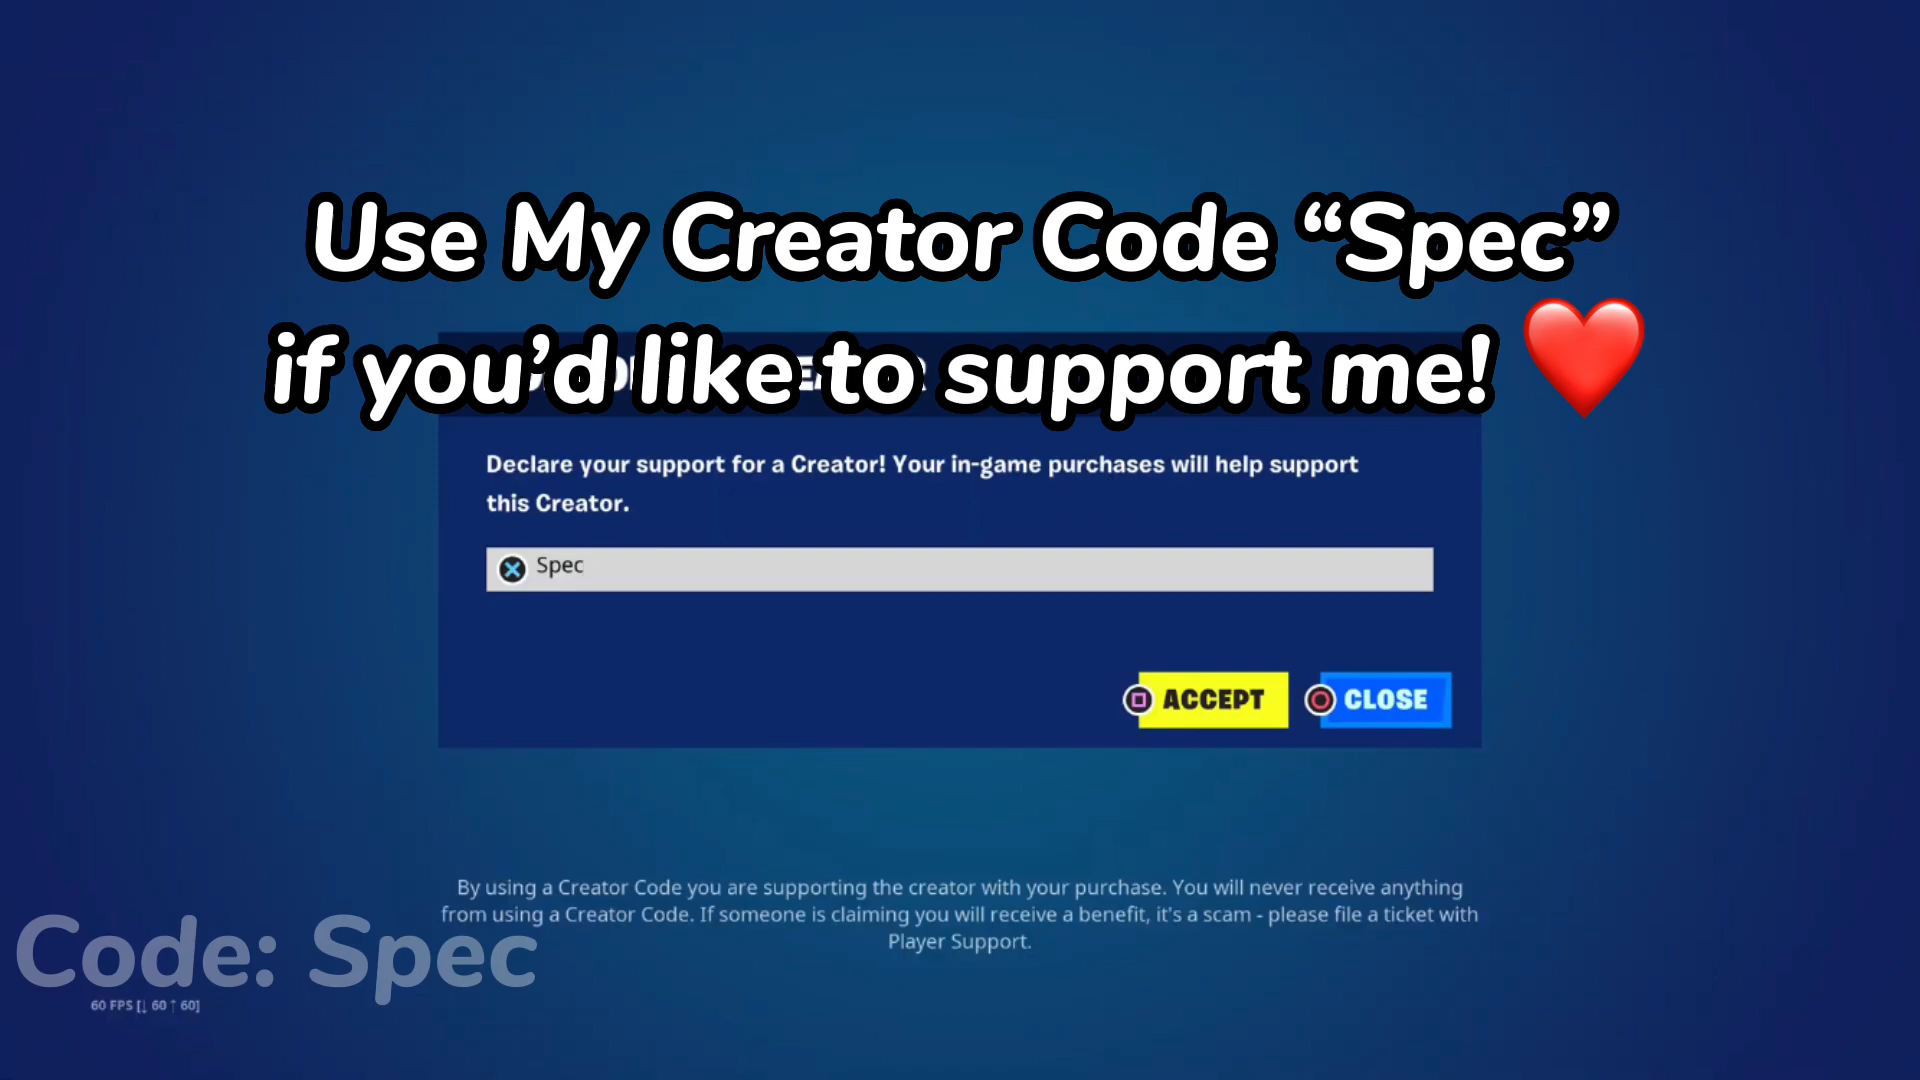 Use My Creator Code “Spec”
if you’d like to support me! ❤️
Declare your support for a Creator! Your in-game purchases will help support
this Creator.
Spec
ACCEPT
CLOSE
By using a Creator Code you are supporting the creator with your purchase. You will never receive anything
from using a Creator Code. If someone is claiming you will receive a benefit, it's a scam - please file a ticket with
Player Support.
Code: Spec
60 FPS [↓ 60 ↑ 60]